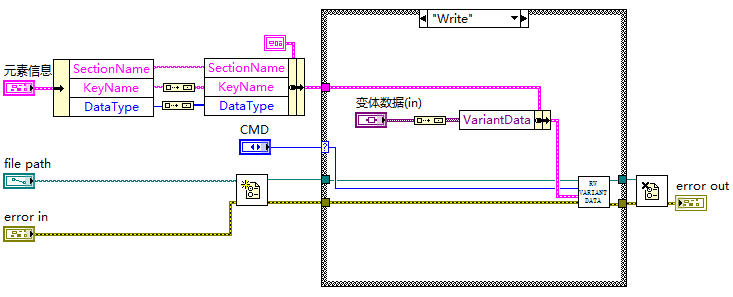 "Write"
元素信息
SectionName
SectionName
KeyName
KeyName
DataType
DataType
变体数据(in)
VariantData
CMD
?
file path
RW
VARIANT
DATA
error out
error in